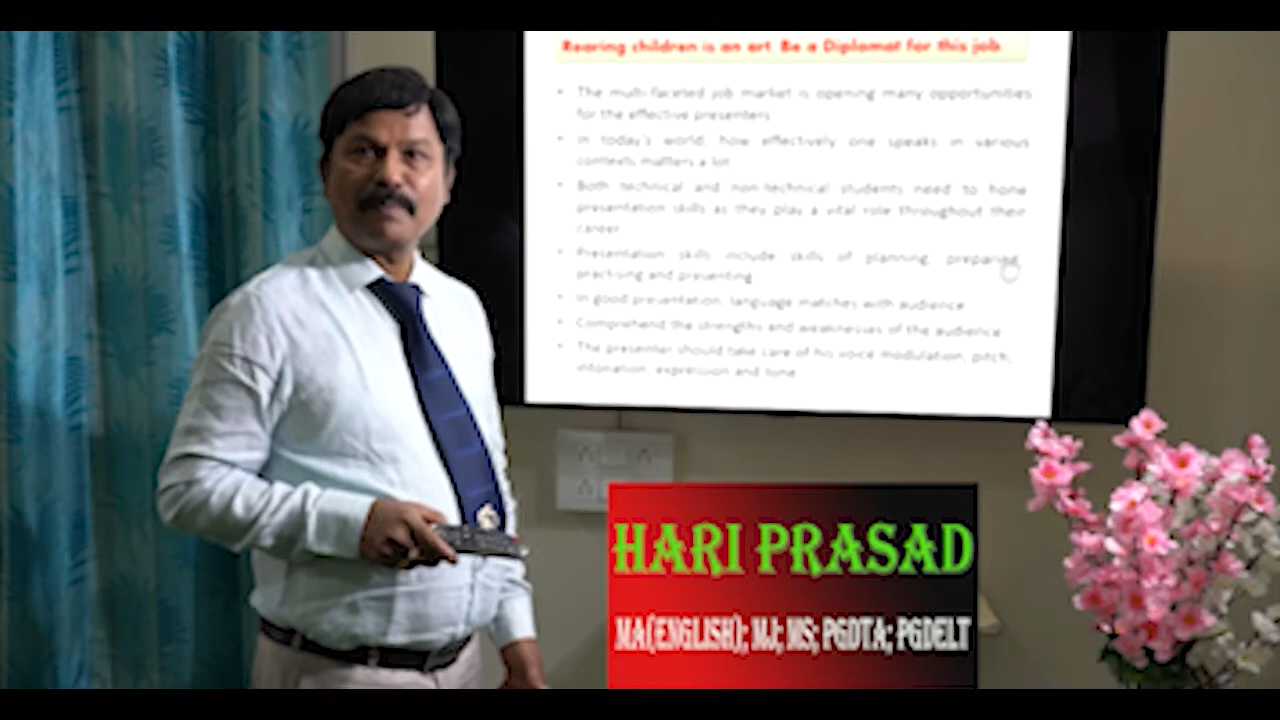 Rearing children is an art. Be a Diplomat for this job.
• The multi-faceted job market is opening many opportunities
for the effective presenters
• In today's world, how effectively one speaks in various
contexts matters a lot
• Both technical and non-technical students need to hone
presentation skills as they play a vital role throughout their
career
• Presentation skills include skills of planning, preparing,
practising and presenting
• In good presentation, language matches with audience
• Comprehend the strengths and weaknesses of the audience
• The presenter should take care of his voice modulation, pitch,
intonation, expression and tone
HARI PRASAD
MA(ENGLISH); MJ; MS; PGDTA; PGDELT